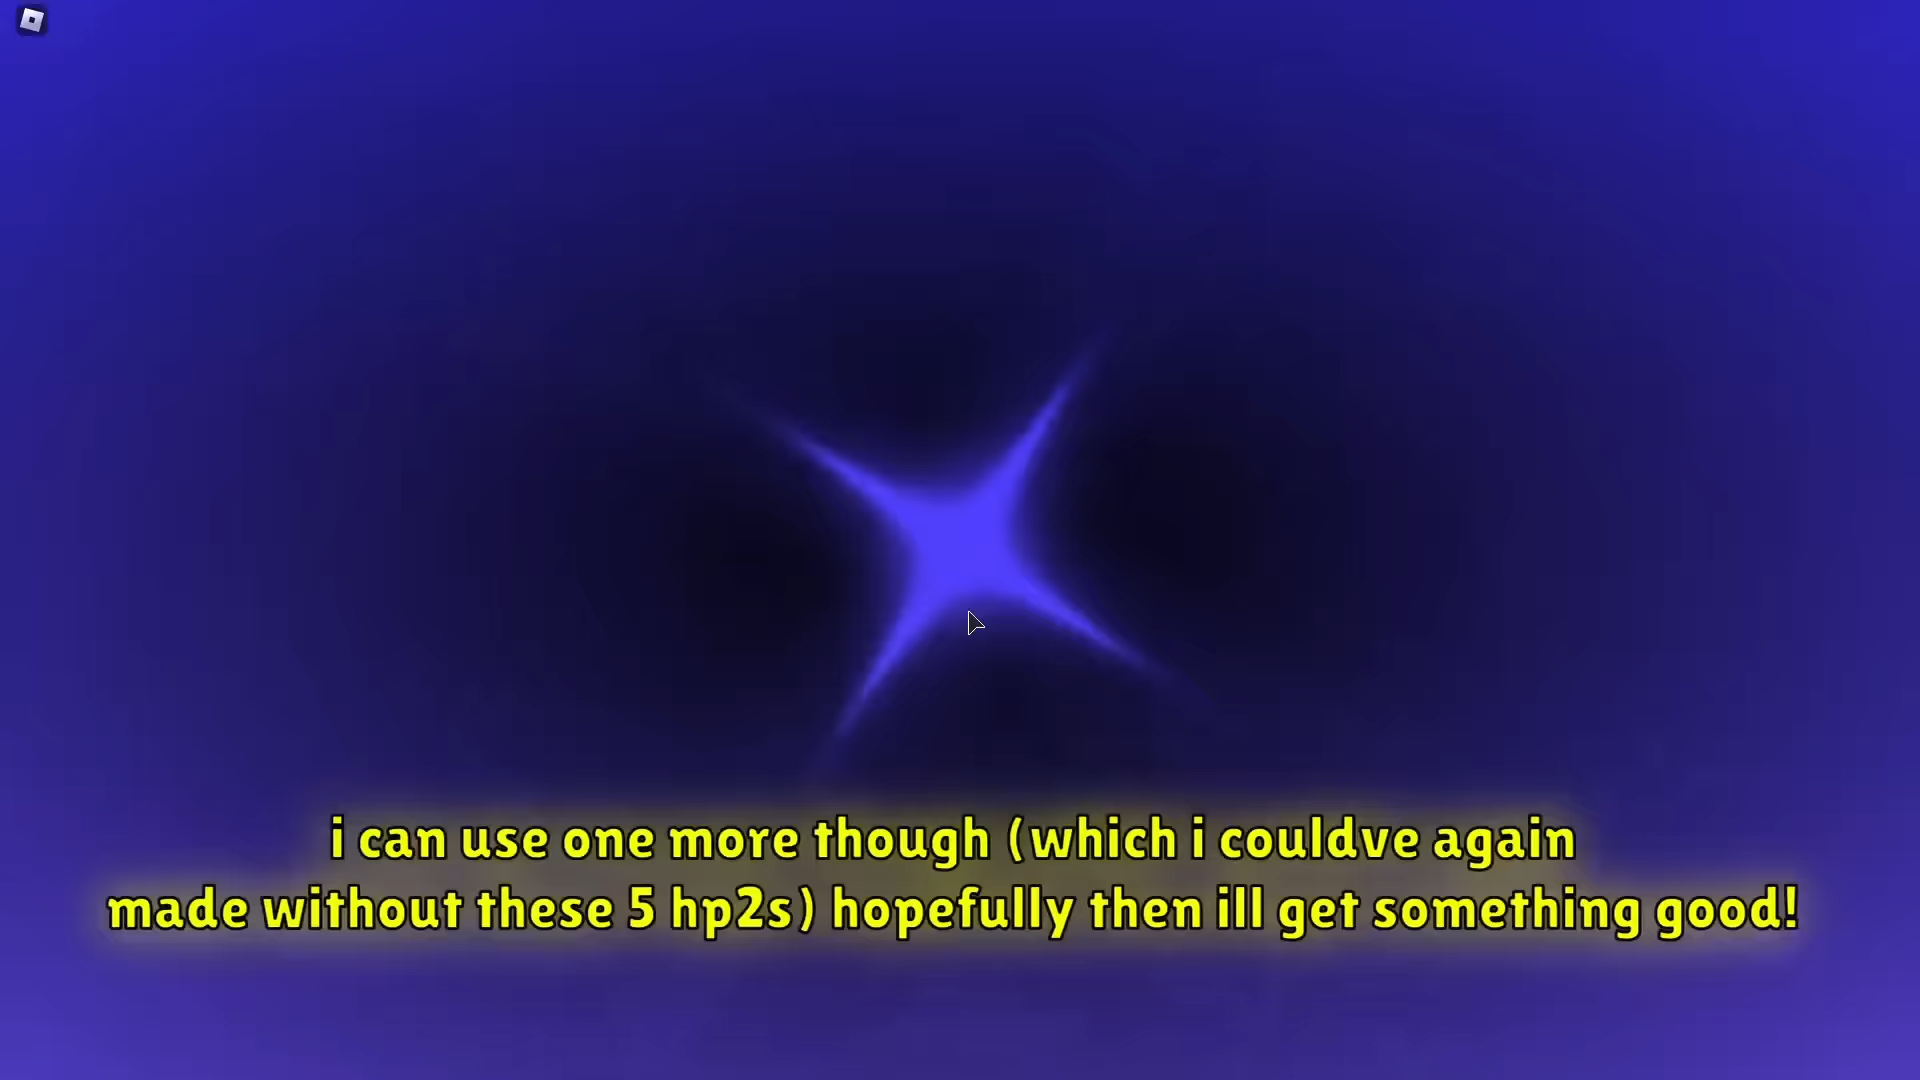 i can use one more though (which i couldve again
made without these 5 hp2s) hopefully then ill get something good!